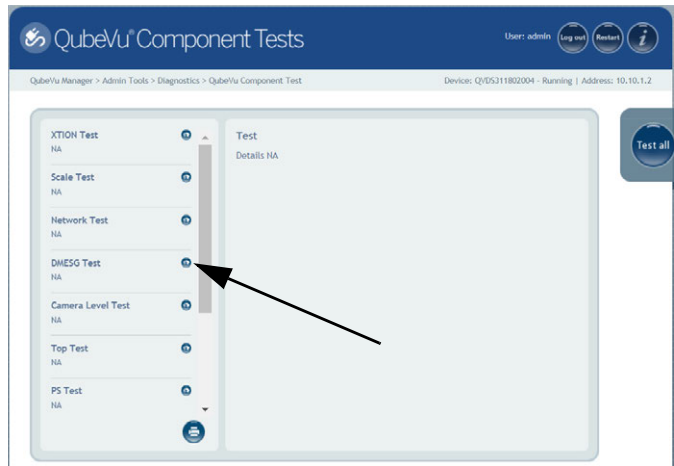 QubeVu® Component Tests
User: admin
Log out
Restart
i
QubeVu Manager > Admin Tools > Diagnostics > QubeVu Component Test
Device: QVDS311802004 - Running | Address: 10.10.1.2
XTION Test
NA
Scale Test
NA
Network Test
NA
DMESG Test
NA
Camera Level Test
NA
Top Test
NA
PS Test
NA
Test
Details NA
Test all